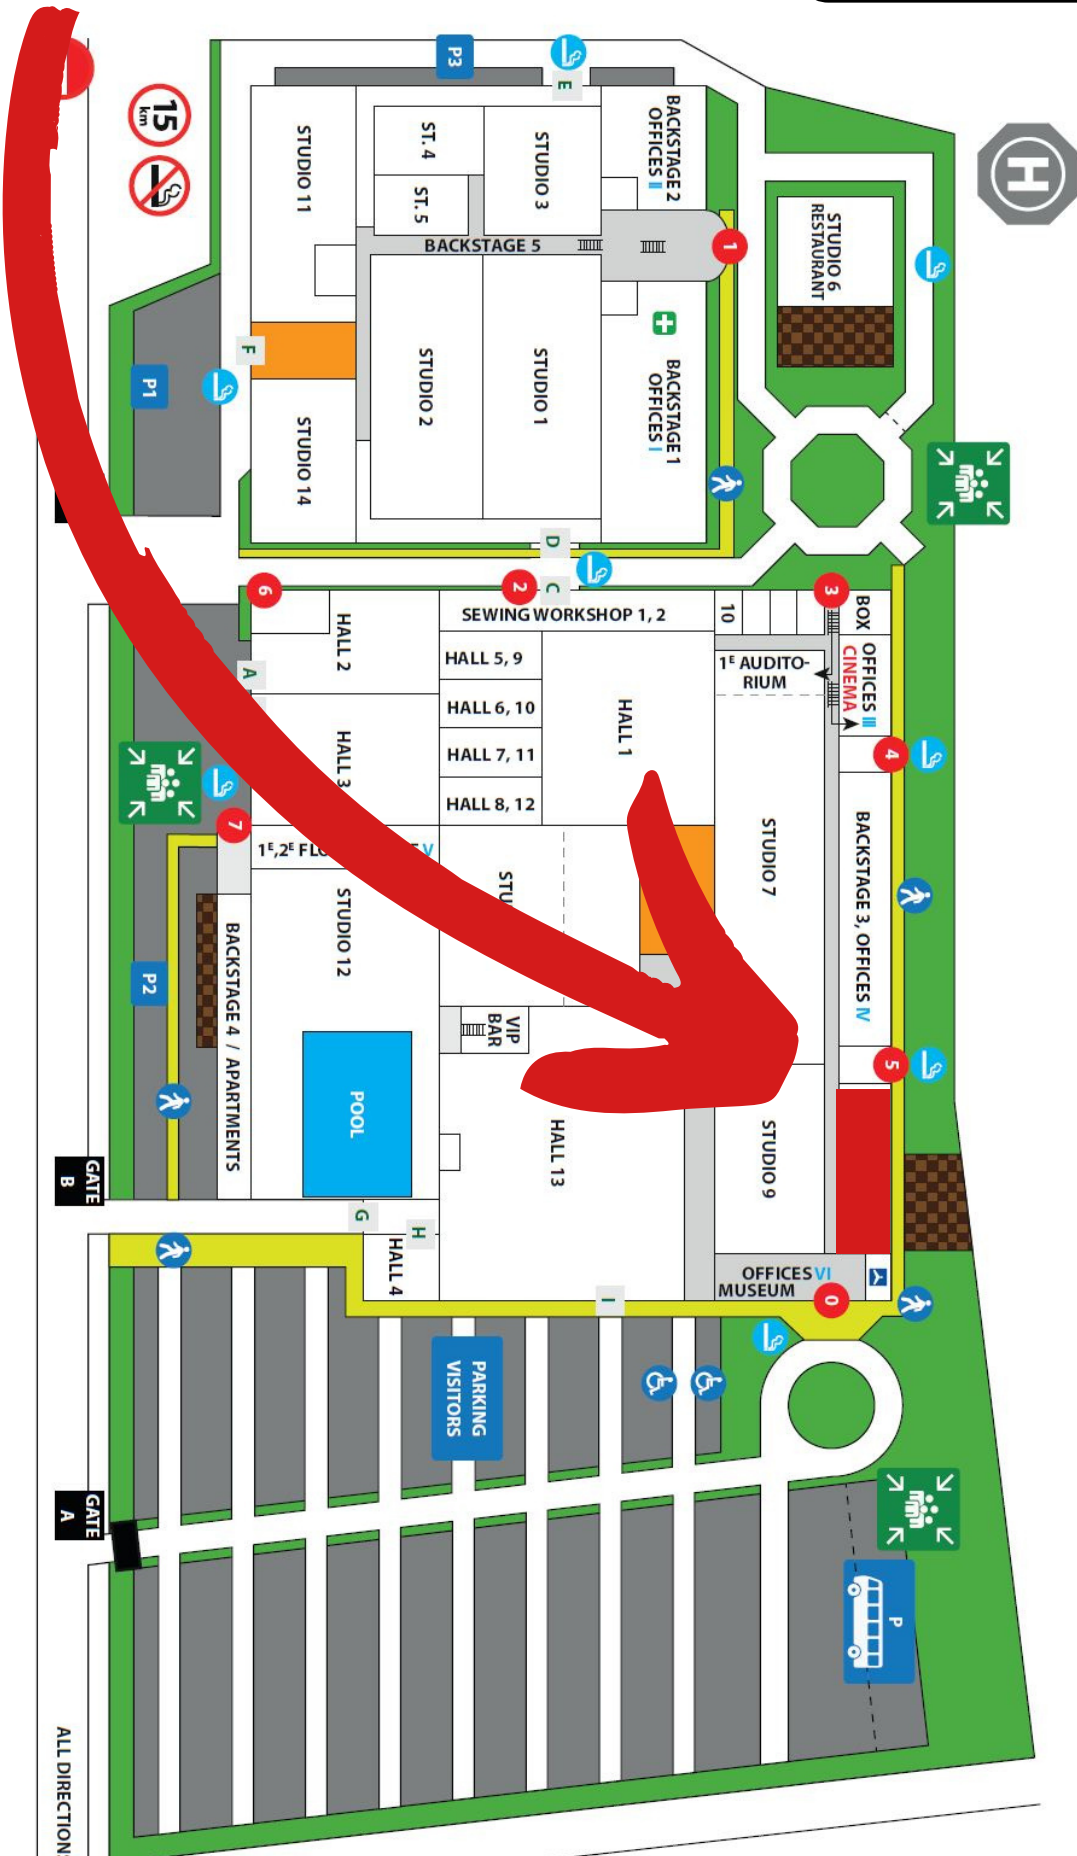 P3
E
15
km
H
STUDIO 11
ST. 4
ST. 5
STUDIO 3
BACKSTAGE 2
OFFICES II
STUDIO 6
RESTAURANT
BACKSTAGE 5
1
F
P1
STUDIO 14
STUDIO 2
STUDIO 1
BACKSTAGE 1
OFFICES I
D
C
6
2
3
SEWING WORKSHOP 1, 2
10
BOX
HALL 2
A
HALL 5, 9
HALL 6, 10
HALL 7, 11
HALL 8, 12
HALL 1
1E AUDITO-
RIUM
OFFICES III
CINEMA
4
HALL 3
7
1E,2E
V
STUDIO 7
BACKSTAGE 3, OFFICES IV
STUDIO 12
BACKSTAGE 4 / APARTMENTS
P2
VIP
BAR
5
POOL
HALL 13
STUDIO 9
GATE
B
G
H
HALL 4
I
OFFICES VI
MUSEUM
0
PARKING
VISITORS
GATE
A
P
ALL DIRECTIONS